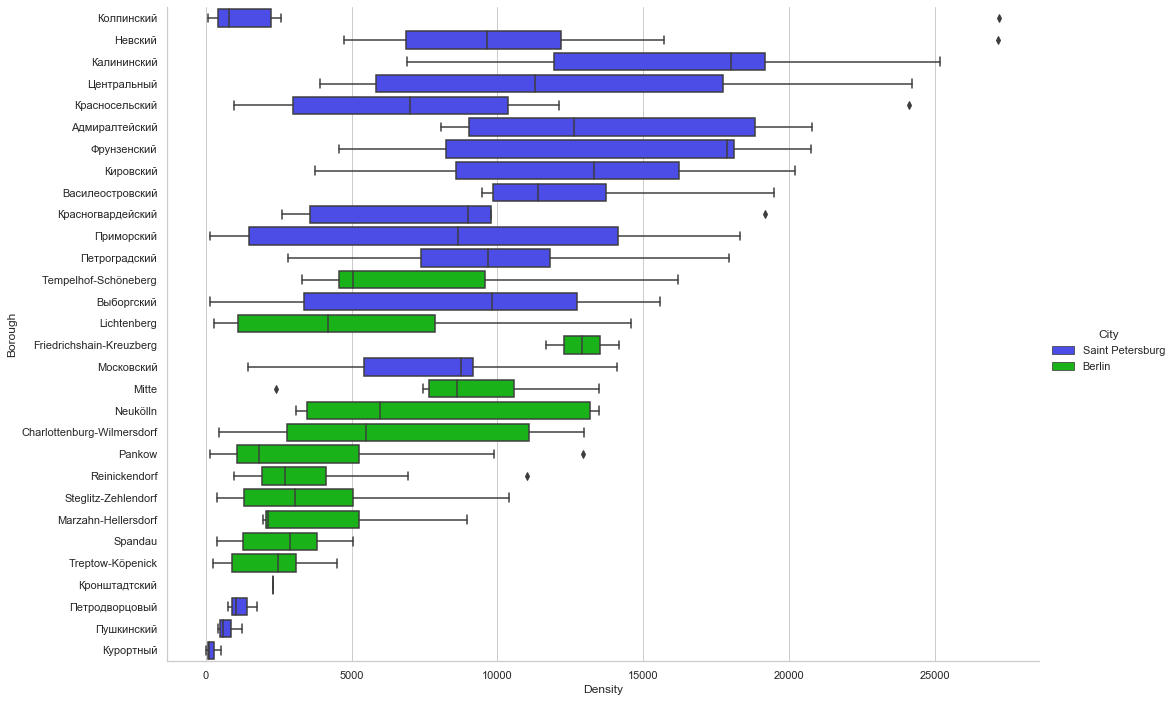 Колпинский
Невский
Калининский
Центральный
Красносельский
Адмиралтейский
Фрунзенский
Кировский
Василеостровский
Красногвардейский
Приморский
Петроградский
Tempelhof-Schöneberg
Выборгский
Lichtenberg
Friedrichshain-Kreuzberg
Московский
Mitte
Neukölln
Charlottenburg-Wilmersdorf
Pankow
Reinickendorf
Steglitz-Zehlendorf
Marzahn-Hellersdorf
Spandau
Treptow-Köpenick
Кронштадтский
Петродворцовый
Пушкинский
Курортный
Borough
0 5000 10000 15000 20000 25000
Density
City
Saint Petersburg
Berlin